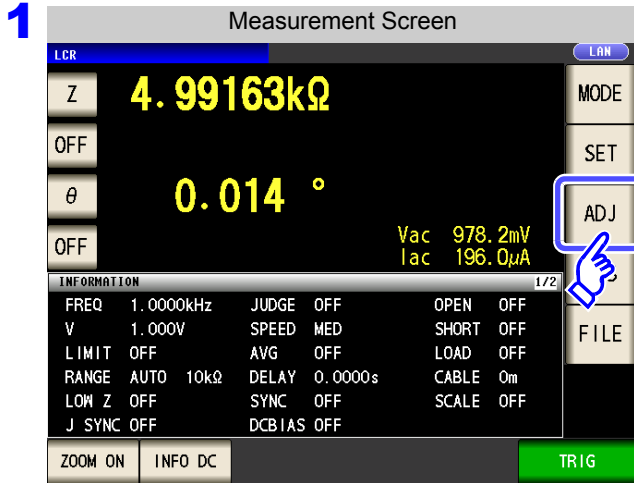 1
Measurement Screen
LCR
LAN
Z 4.99163kΩ
MODE
OFF
SET
θ 0.014 °
ADJ
OFF
Vac 978.2mV
Iac 196.0μA
INFORMATION 1/2
FREQ 1.0000kHz JUDGE OFF OPEN OFF
V 1.000V SPEED MED SHORT OFF
FILE
LIMIT OFF AVG OFF LOAD OFF
RANGE AUTO 10kΩ DELAY 0.0000s CABLE 0m
LOW Z OFF SYNC OFF SCALE OFF
J SYNC OFF DCBIAS OFF
ZOOM ON INFO DC TRIG